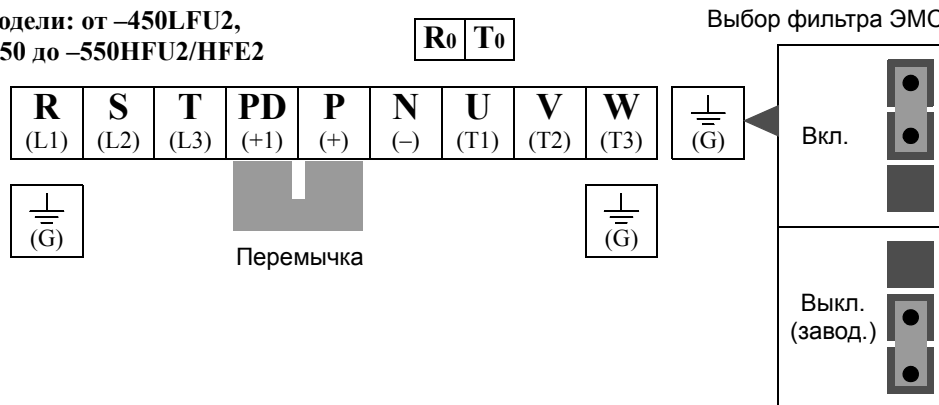 одели: от –450LFU2,
50 до –550HFU2/HFE2
R0 T0
Выбор фильтра ЭМС
R S T PD P N U V W
(L1) (L2) (L3) (+1) (+) (–) (T1) (T2) (T3) (G)
Вкл.
(G) (G)
Перемычка
Выкл.
(завод.)